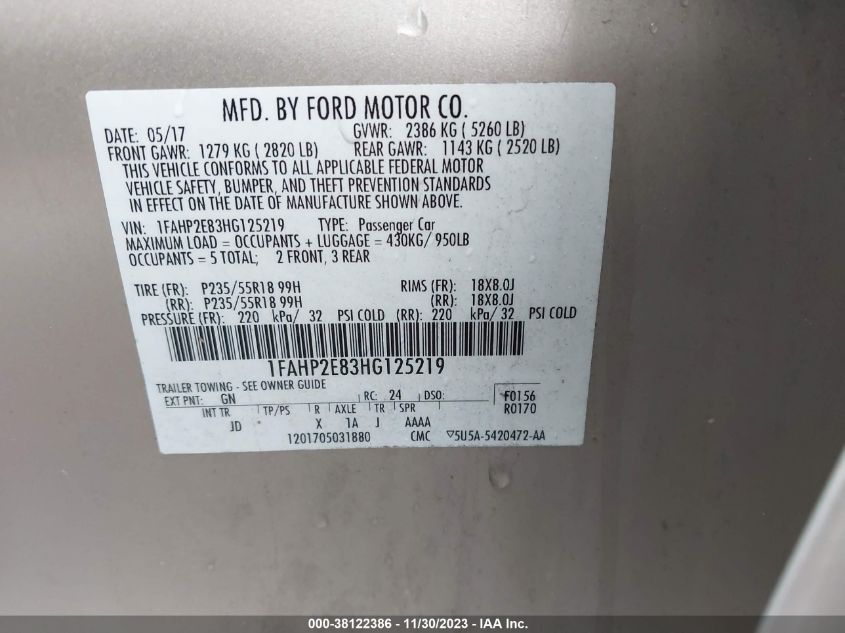 MFD. BY FORD MOTOR CO.
DATE: 05/17 GVWR: 2386 KG ( 5260 LB)
FRONT GAWR: 1279 KG ( 2820 LB) REAR GAWR: 1143 KG ( 2520 LB)
THIS VEHICLE CONFORMS TO ALL APPLICABLE FEDERAL MOTOR
VEHICLE SAFETY, BUMPER, AND THEFT PREVENTION STANDARDS
IN EFFECT ON THE DATE OF MANUFACTURE SHOWN ABOVE.
VIN: 1FAHP2E83HG125219 TYPE: Passenger Car
MAXIMUM LOAD = OCCUPANTS + LUGGAGE = 430KG/ 950LB
OCCUPANTS = 5 TOTAL; 2 FRONT, 3 REAR
TIRE (FR): P235/55R18 99H RIMS (FR): 18X8.0J
(RR): P235/55R18 99H (RR): 18X8.0J
PRESSURE (FR): 220 kPa/ 32 PSI COLD (RR): 220 kPa/ 32 PSI COLD
1FAHP2E83HG125219
TRAILER TOWING - SEE OWNER GUIDE
EXT PNT: GN RC: 24 DSO: F0156
INT TR TP/PS R AXLE TR SPR R0170
JD X 1A J AAAA
1201705031880 CMC ▽5U5A-5420472-AA
000-38122386 - 11/30/2023 - IAA Inc.